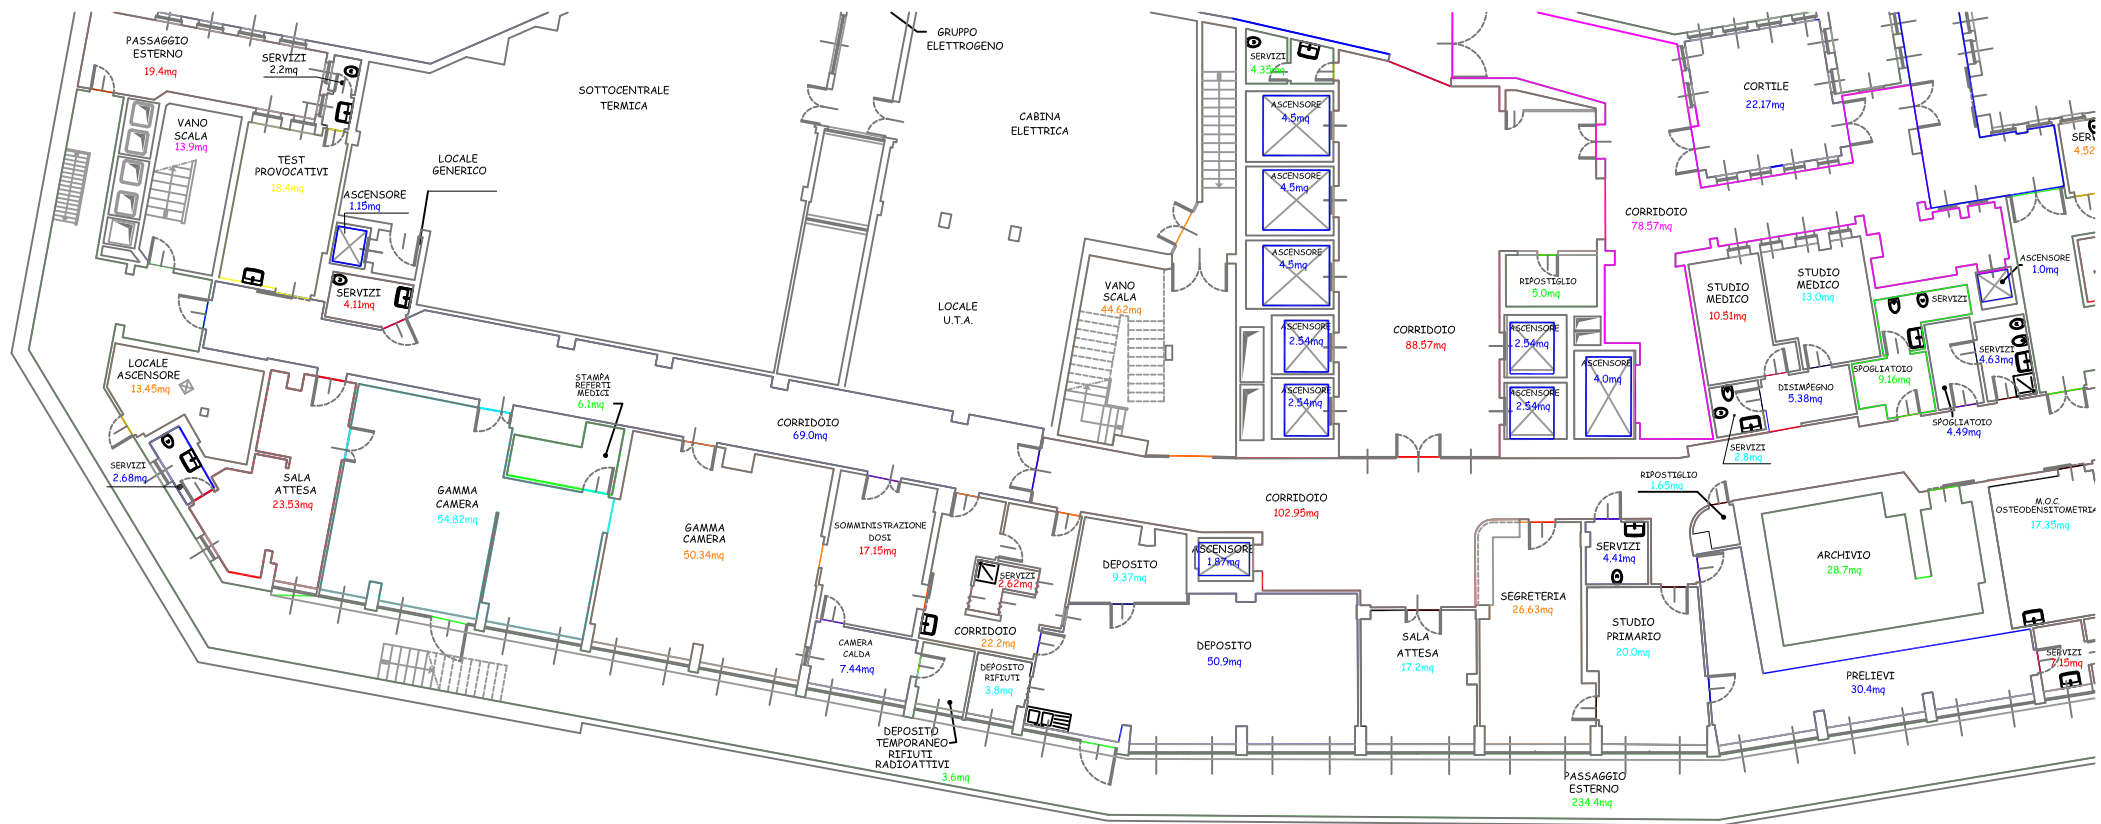 PASSAGGIO
ESTERNO
19.4mq
SERVIZI
2.2mq
GRUPPO
ELETTROGENO
SOTTOCENTRALE
TERMICA
CABINA
ELETTRICA
VANO
SCALA
13.9mq
TEST
PROVOCATIVI
18.4mq
LOCALE
GENERICO
ASCENSORE
1.15mq
SERVIZI
4.11mq
SERVIZI
4.35mq
ASCENSORE
4.5mq
ASCENSORE
4.5mq
ASCENSORE
4.5mq
CORTILE
22.17mq
4.52
CORRIDOIO
78.57mq
ASCENSORE
1.0mq
VANO
SCALA
44.62mq
LOCALE
U.T.A.
RIPOSTIGLIO
5.0mq
STUDIO
MEDICO
10.51mq
STUDIO
MEDICO
13.0mq
SERVIZI
CORRIDOIO
88.57mq
ASCENSORE
2.54mq
ASCENSORE
2.54mq
ASCENSORE
2.54mq
ASCENSORE
2.54mq
ASCENSORE
4.0mq
SERVIZI
4.63mq
SPOGLIATOIO
9.16mq
DISIMPEGNO
5.38mq
SPOGLIATOIO
4.49mq
SERVIZI
2.8mq
LOCALE
ASCENSORE
13.45mq
STAMPA
REFERTI
MEDICI
6.1mq
CORRIDOIO
69.0mq
SERVIZI
2.68mq
SALA
ATTESA
23.53mq
GAMMA
CAMERA
54.82mq
GAMMA
CAMERA
50.34mq
SOMMINISTRAZIONE
DOSI
17.15mq
CORRIDOIO
102.95mq
RIPOSTIGLIO
1.65mq
M.O.C.
OSTEODENSITOMETRIA
17.35mq
ASCENSORE
1.87mq
DEPOSITO
9.37mq
SERVIZI
2.62mq
SERVIZI
4.41mq
ARCHIVIO
28.7mq
SEGRETERIA
26.63mq
CORRIDOIO
22.2mq
CAMERA
CALDA
7.44mq
DEPOSITO
RIFIUTI
3.8mq
DEPOSITO
50.9mq
SALA
ATTESA
17.2mq
STUDIO
PRIMARIO
20.0mq
PRELIEVI
30.4mq
SERVIZI
7.15mq
DEPOSITO
TEMPORANEO
RIFIUTI
RADIOATTIVI
3.6mq
PASSAGGIO
ESTERNO
234.4mq